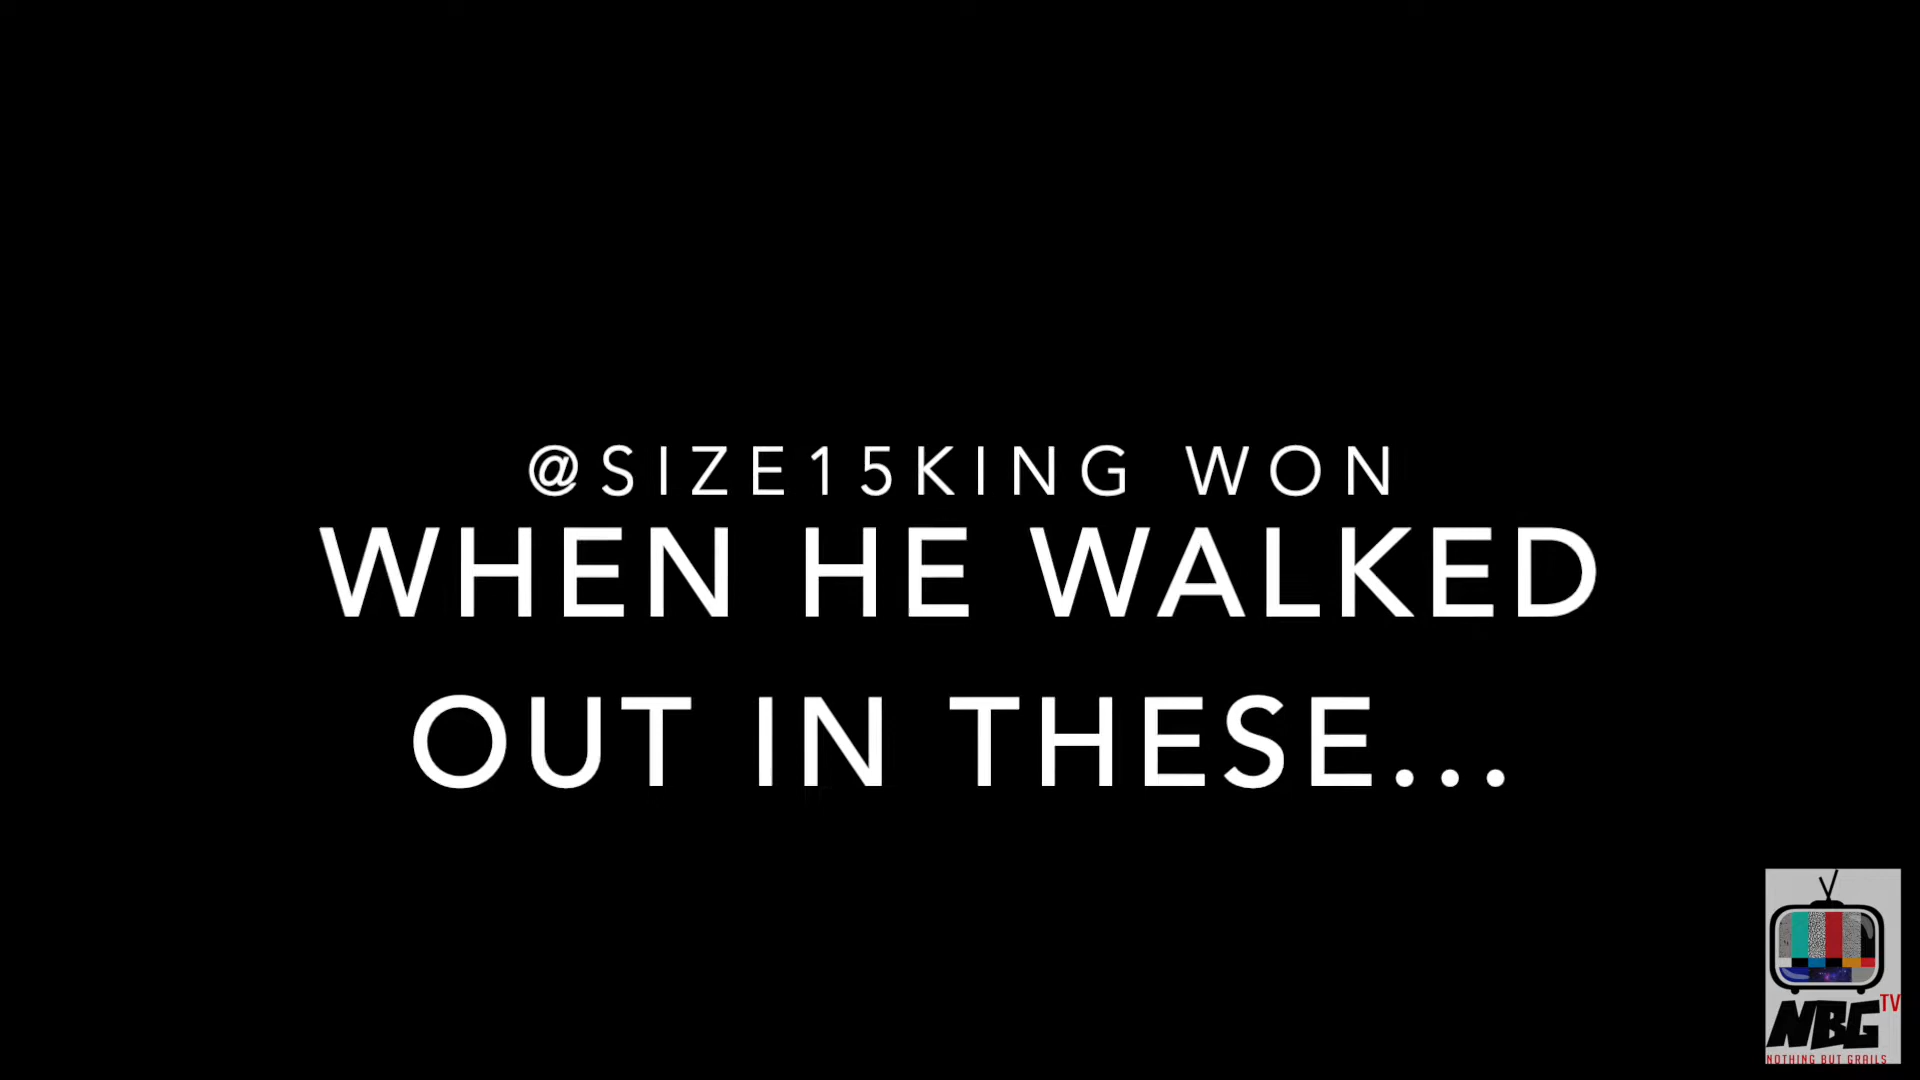 @SIZE15KING WON
WHEN HE WALKED
OUT IN THESE...
TV
NBG
NOTHING BUT GRAILS